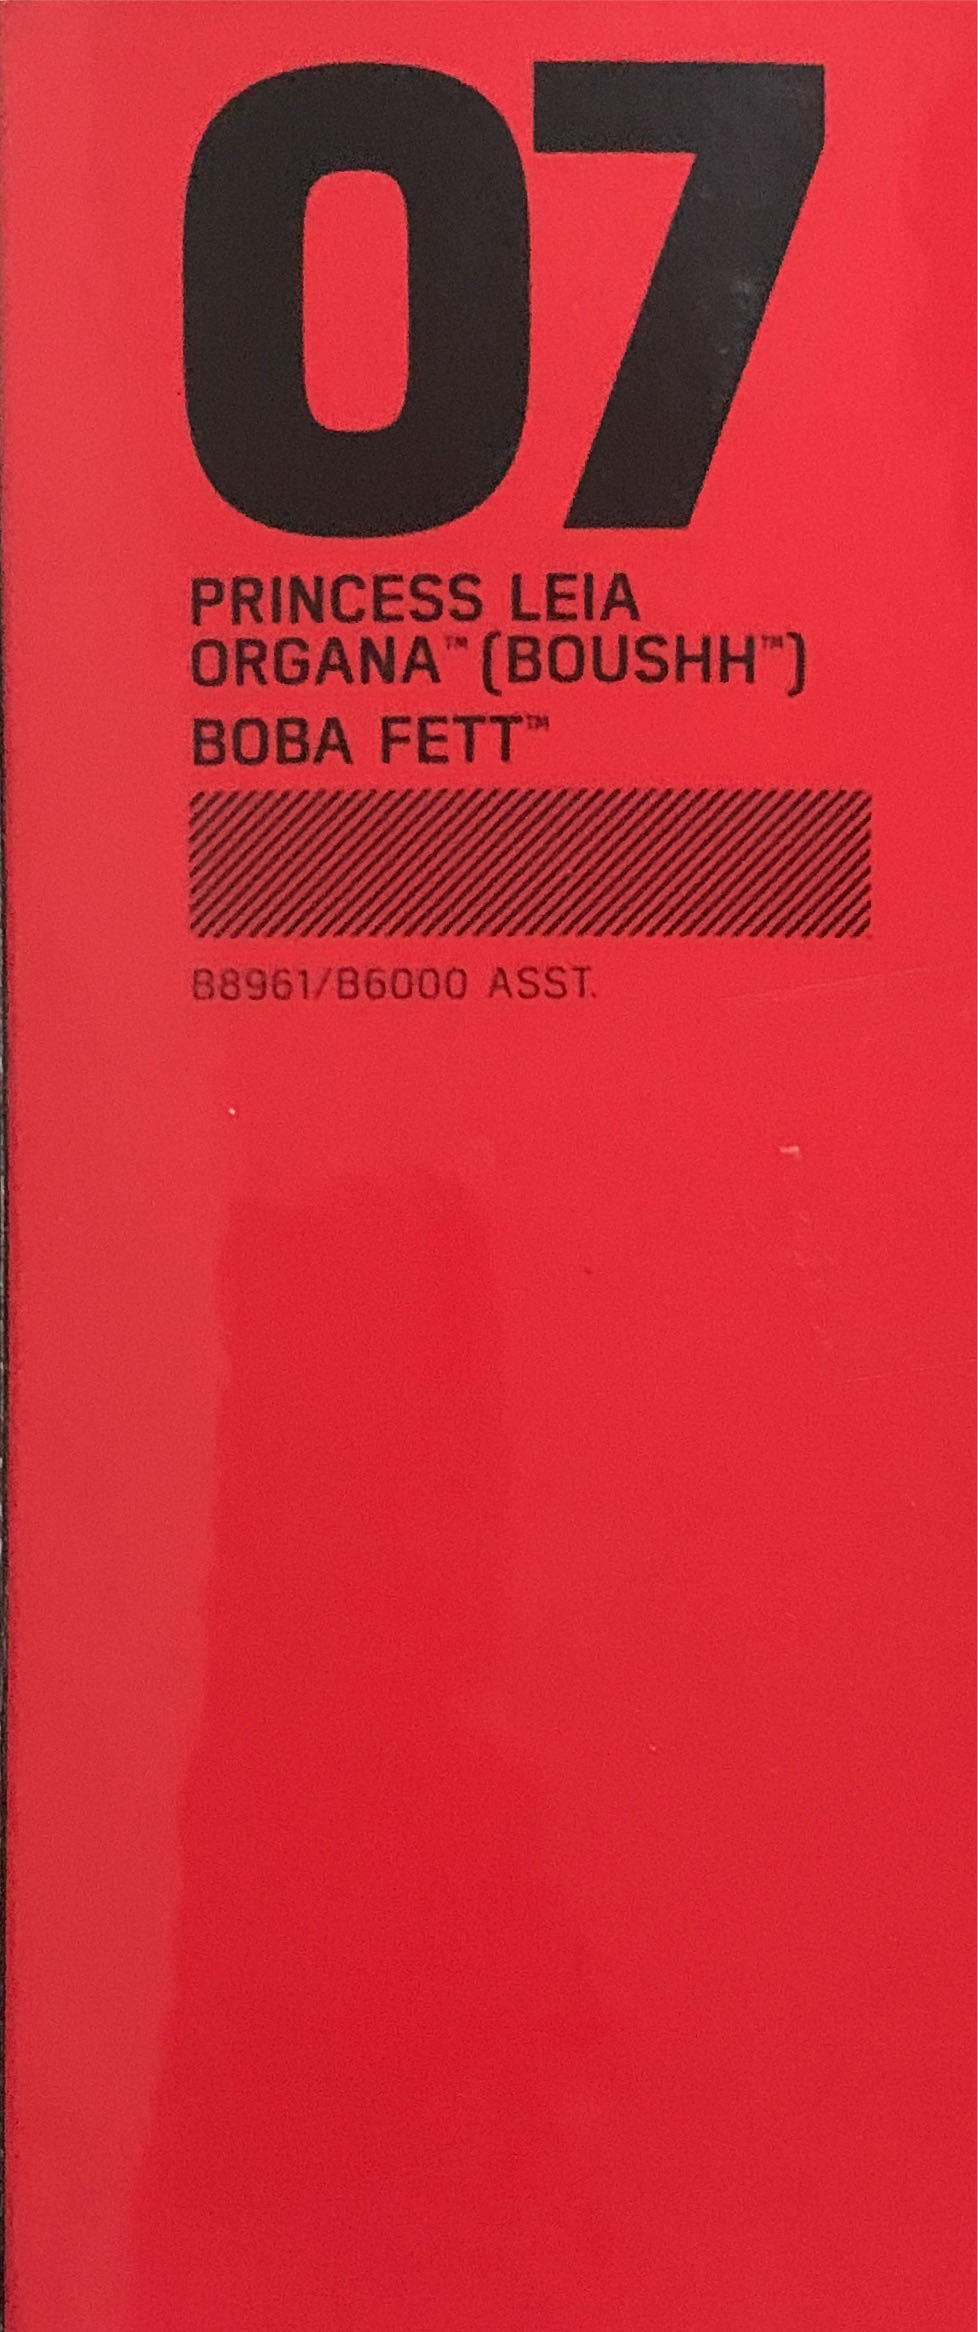 07
PRINCESS LEIA
ORGANA™ (BOUSHH™)
BOBA FETT™
B8961/B6000 ASST.